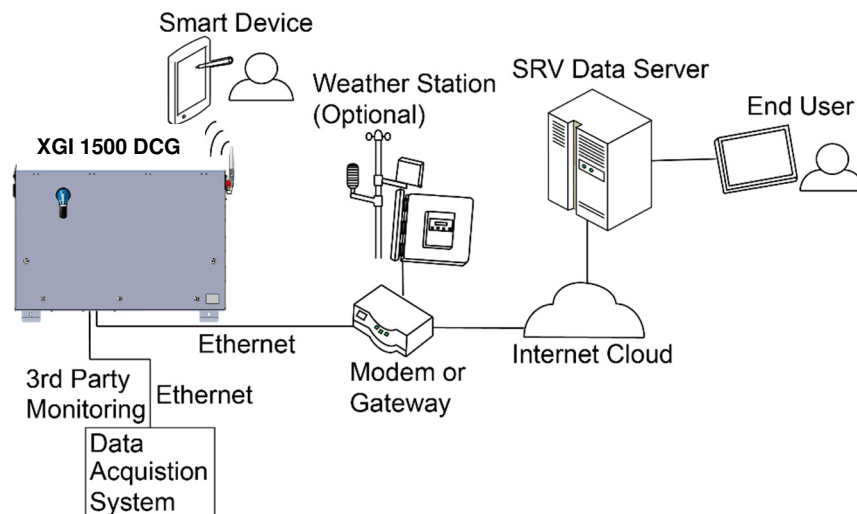 Smart Device
XGI 1500 DCG
Weather Station
(Optional)
SRV Data Server
End User
Ethernet
Modem or
Gateway
Internet Cloud
3rd Party
Monitoring
Ethernet
Data
Acquistion
System